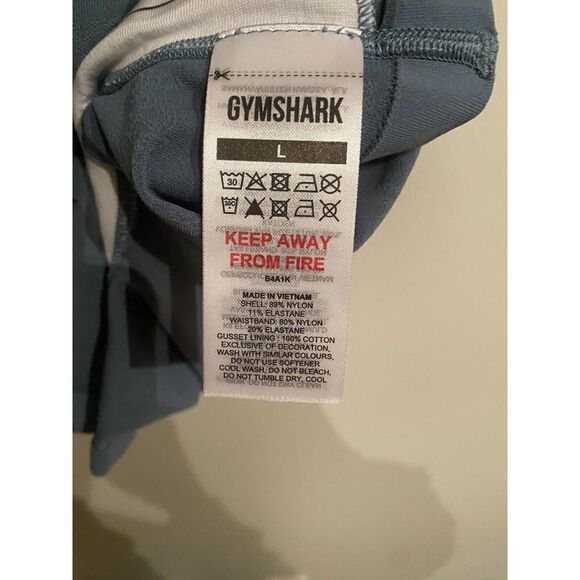 GYMSHARK
L
30
30°
KEEP AWAY
FROM FIRE
B4A1K
MADE IN VIETNAM
SHELL: 89% NYLON
11% ELASTANE
WAISTBAND: 80% NYLON
20% ELASTANE
GUSSET LINING : 100% COTTON
EXCLUSIVE OF DECORATION,
WASH WITH SIMILAR COLOURS,
DO NOT USE SOFTENER
COOL WASH, DO NOT BLEACH,
DO NOT TUMBLE DRY, COOL